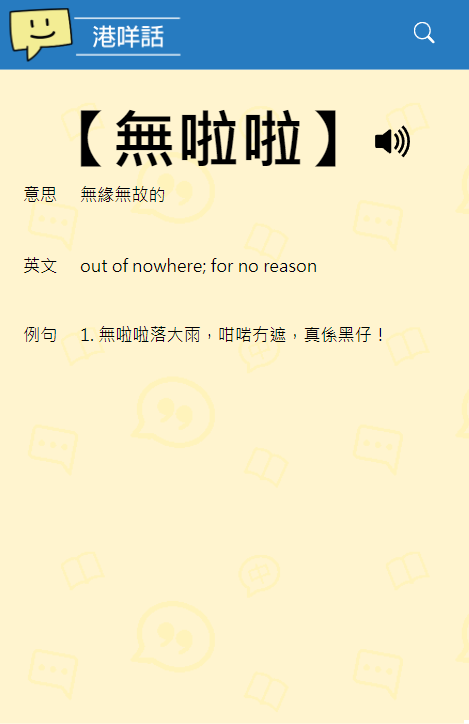 港咩話
【無啦啦】
意思 無緣無故的
英文 out of nowhere; for no reason
例句 1. 無啦啦落大雨，咁啱冇遮，真係黑仔！